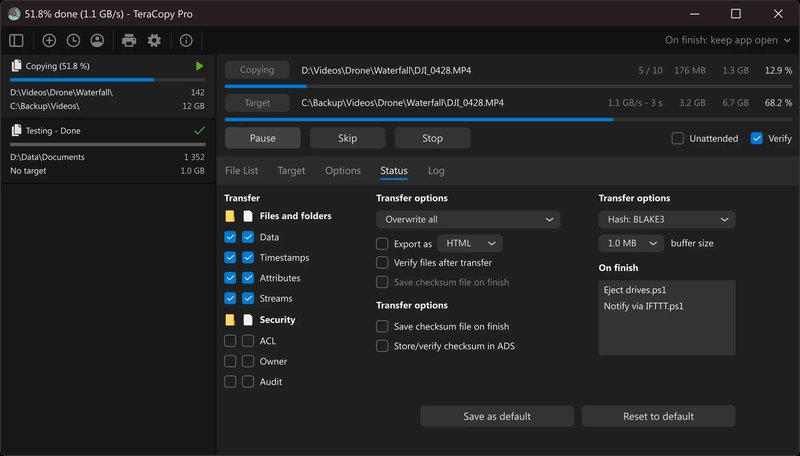 51.8% done (1.1 GB/s) - TeraCopy Pro
On finish: keep app open
Copying (51.8 %)
D:\Videos\Drone\Waterfall\ 142
C:\Backup\Videos\ 12 GB
Testing - Done
D:\Data\Documents 1 352
No target 1.0 GB
Copying D:\Videos\Drone\Waterfall\DJI_0428.MP4 5 / 10 176 MB 1.3 GB 12.9 %
Target C:\Backup\Videos\Drone\Waterfall\DJI_0428.MP4 1.1 GB/s - 3 s 3.2 GB 6.7 GB 68.2 %
Pause Skip Stop Unattended Verify
File List Target Options Status Log
Transfer
Files and folders
Data
Timestamps
Attributes
Streams
Security
ACL
Owner
Audit
Transfer options
Overwrite all
Export as HTML
Verify files after transfer
Save checksum file on finish
Transfer options
Save checksum file on finish
Store/verify checksum in ADS
Transfer options
Hash: BLAKE3
1.0 MB buffer size
On finish
Eject drives.ps1
Notify via IFTTT.ps1
Save as default Reset to default